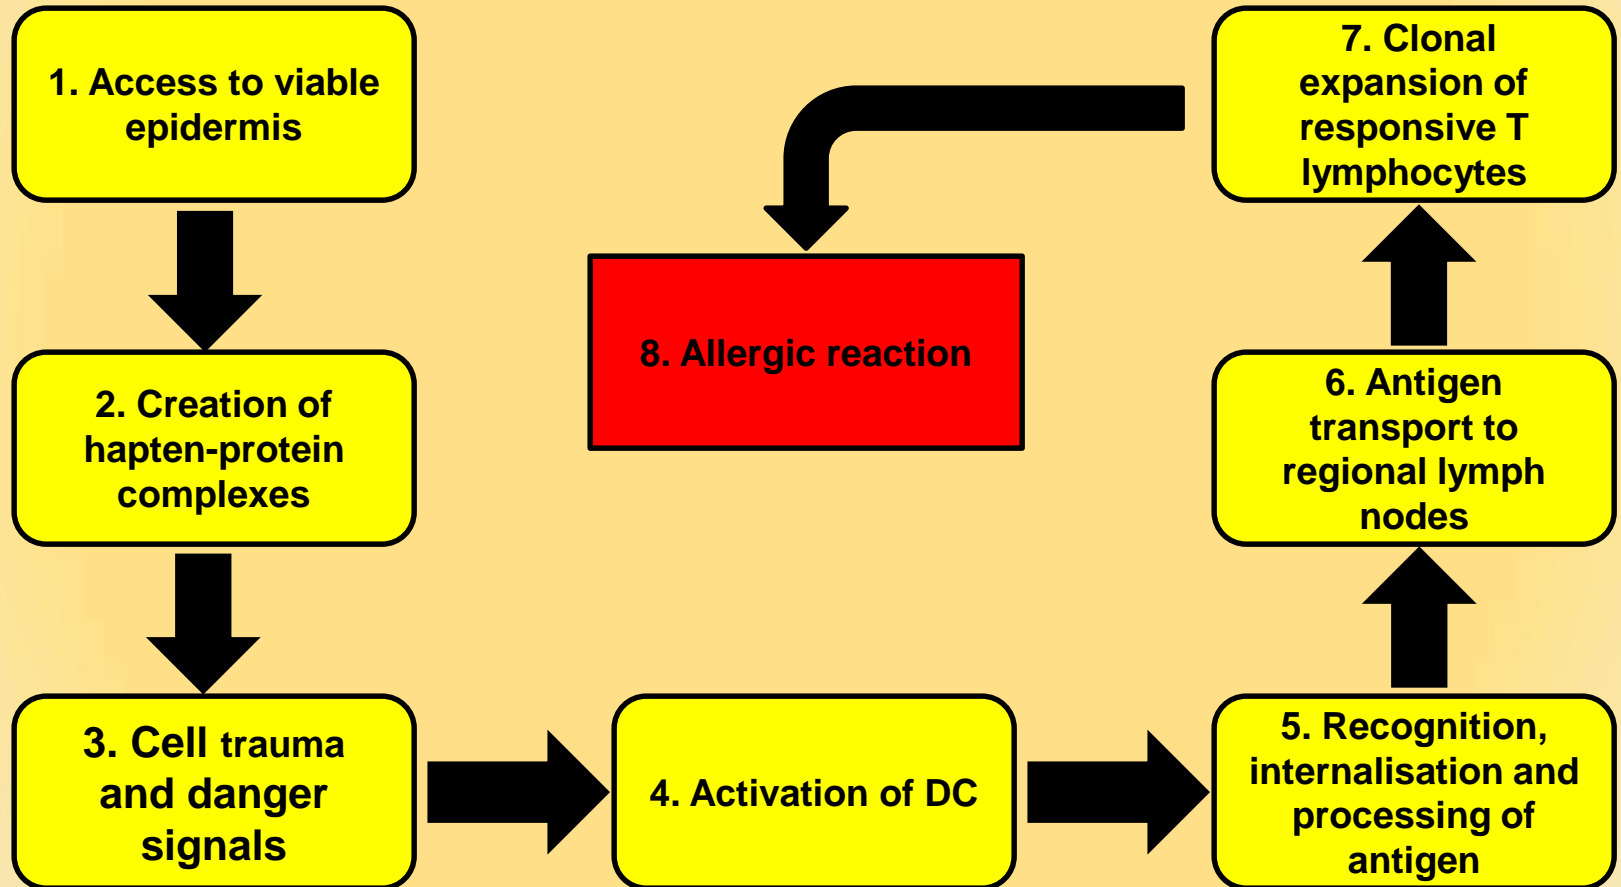 1. Access to viable
epidermis
2. Creation of
hapten-protein
complexes
3. Cell trauma
and danger
signals
4. Activation of DC
5. Recognition,
internalisation and
processing of
antigen
6. Antigen
transport to
regional lymph
nodes
7. Clonal
expansion of
responsive T
lymphocytes
8. Allergic reaction